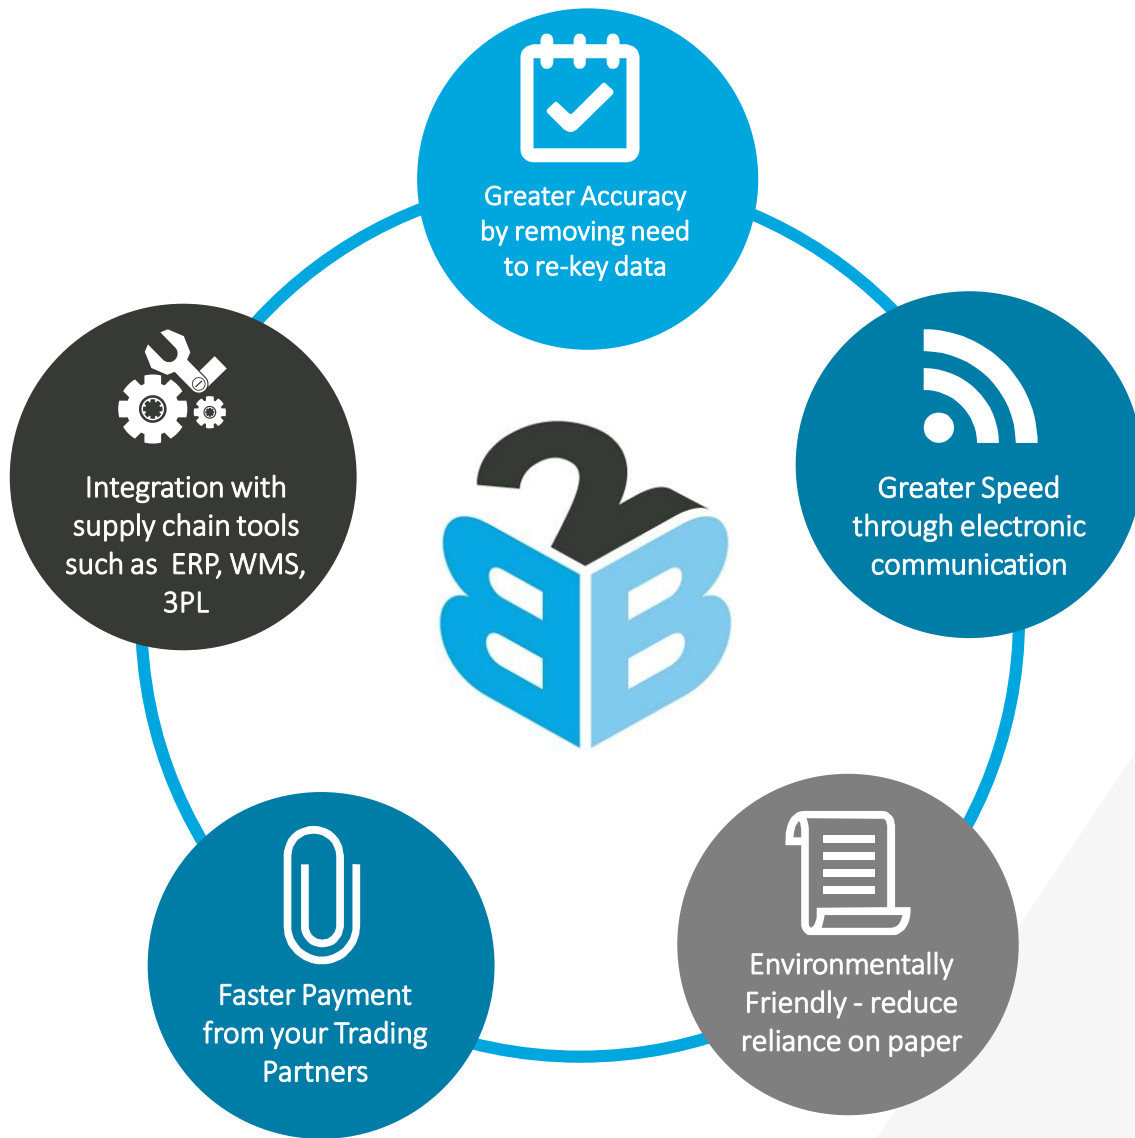 Greater Accuracy
by removing need
to re-key data
Greater Speed
through electronic
communication
Environmentally
Friendly - reduce
reliance on paper
Faster Payment
from your Trading
Partners
Integration with
supply chain tools
such as  ERP, WMS,
3PL
B2B